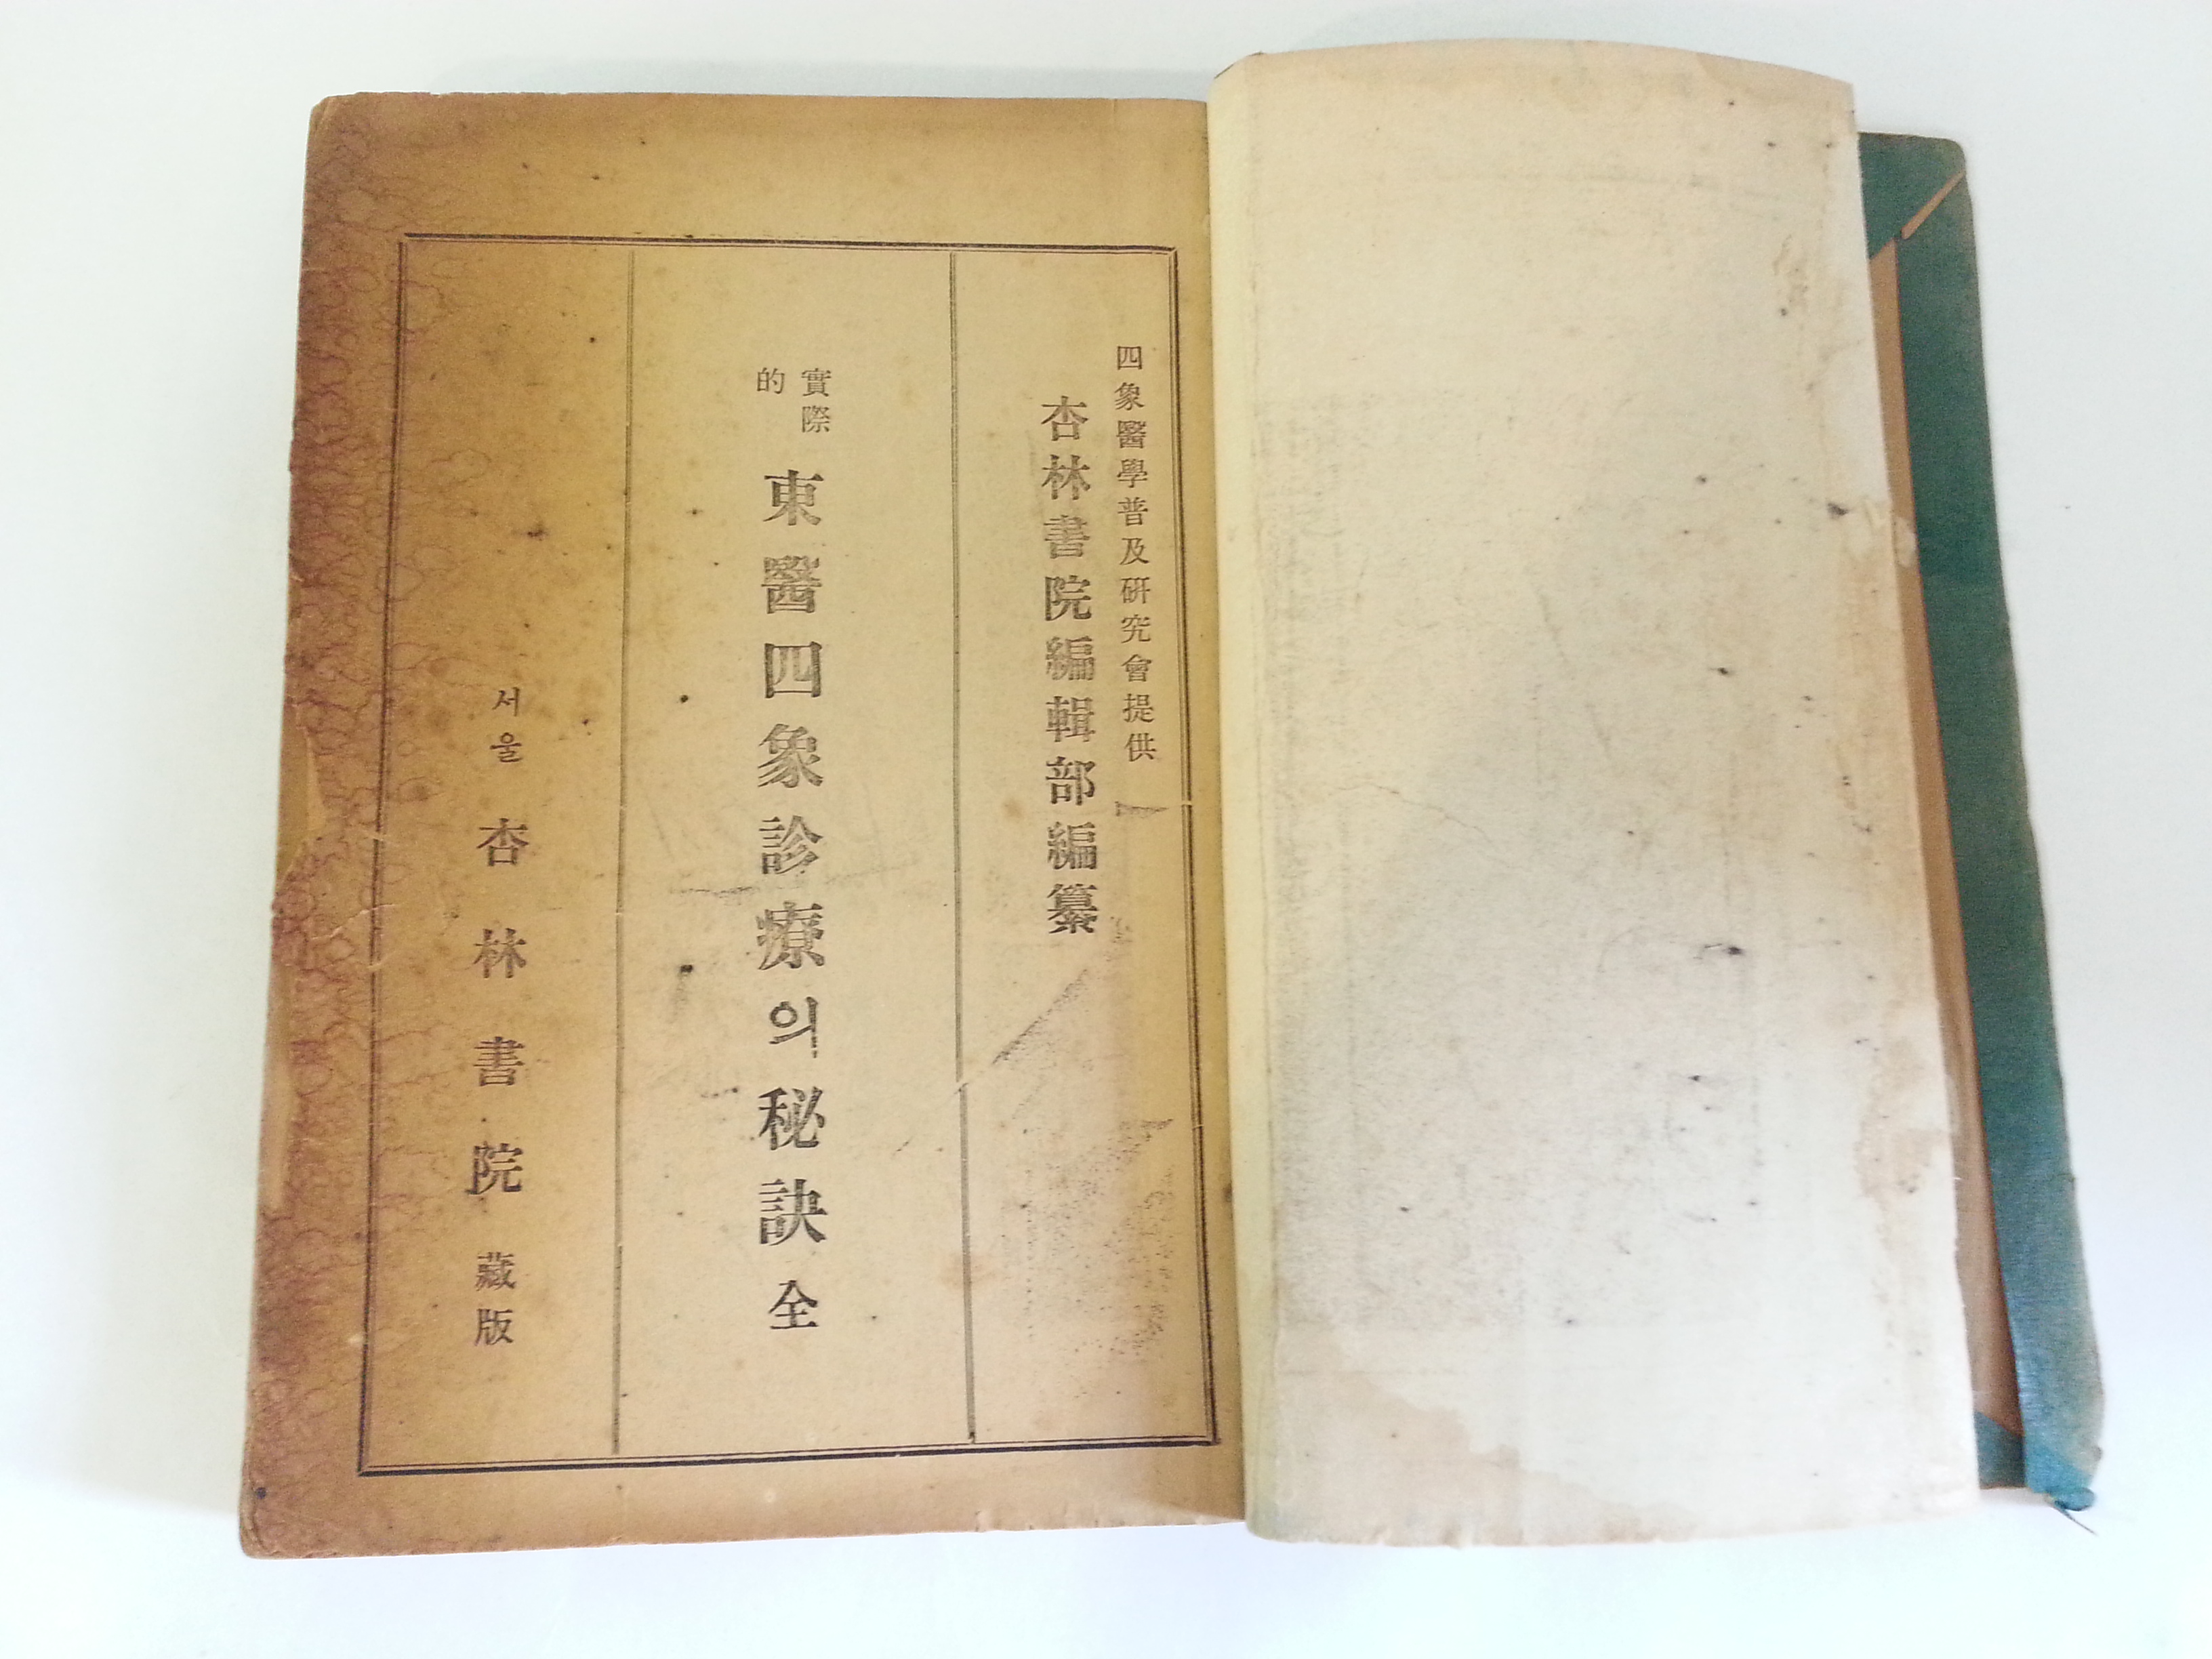 四象醫學普及硏究會提供
杏林書院編輯部編纂
實際的
東醫四象診療의秘訣 全
서울 杏林書院 藏版